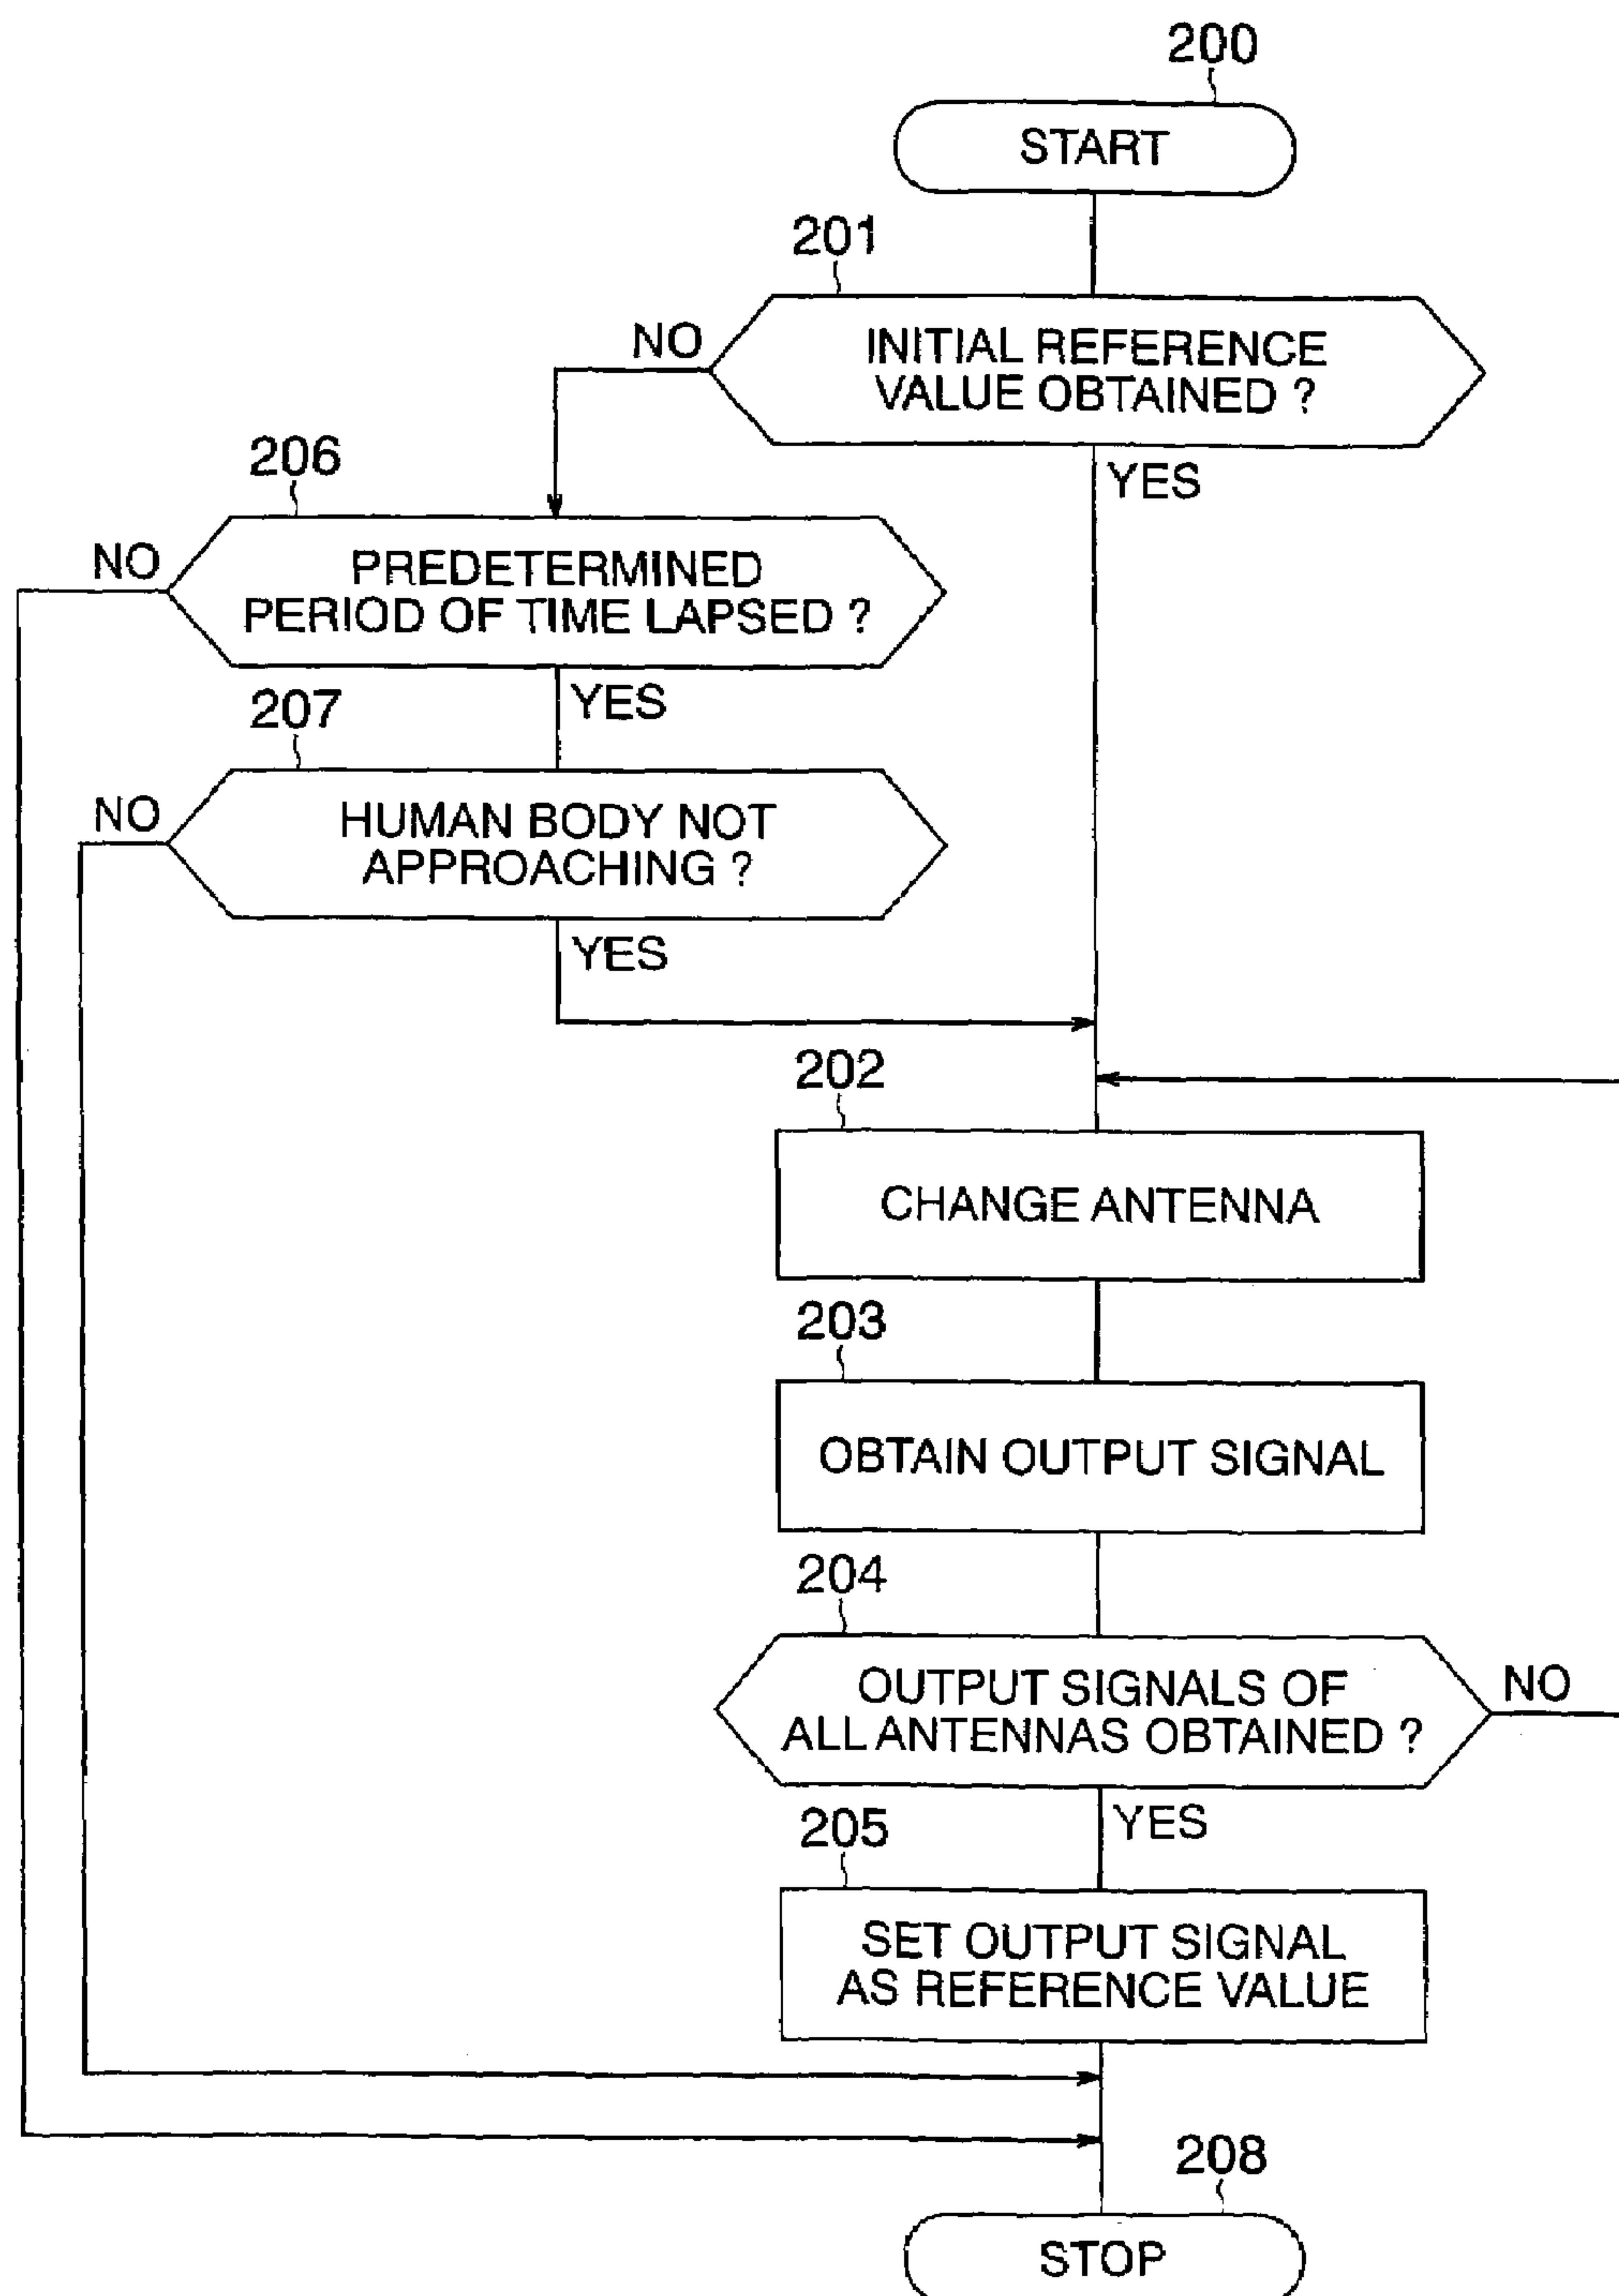 200
START
201
NO
INITIAL REFERENCE
VALUE OBTAINED ?
YES
206
NO
PREDETERMINED
PERIOD OF TIME LAPSED ?
YES
207
NO
HUMAN BODY NOT
APPROACHING ?
YES
202
CHANGE ANTENNA
203
OBTAIN OUTPUT SIGNAL
204
OUTPUT SIGNALS OF
ALL ANTENNAS OBTAINED ?
NO
YES
205
SET OUTPUT SIGNAL
AS REFERENCE VALUE
208
STOP